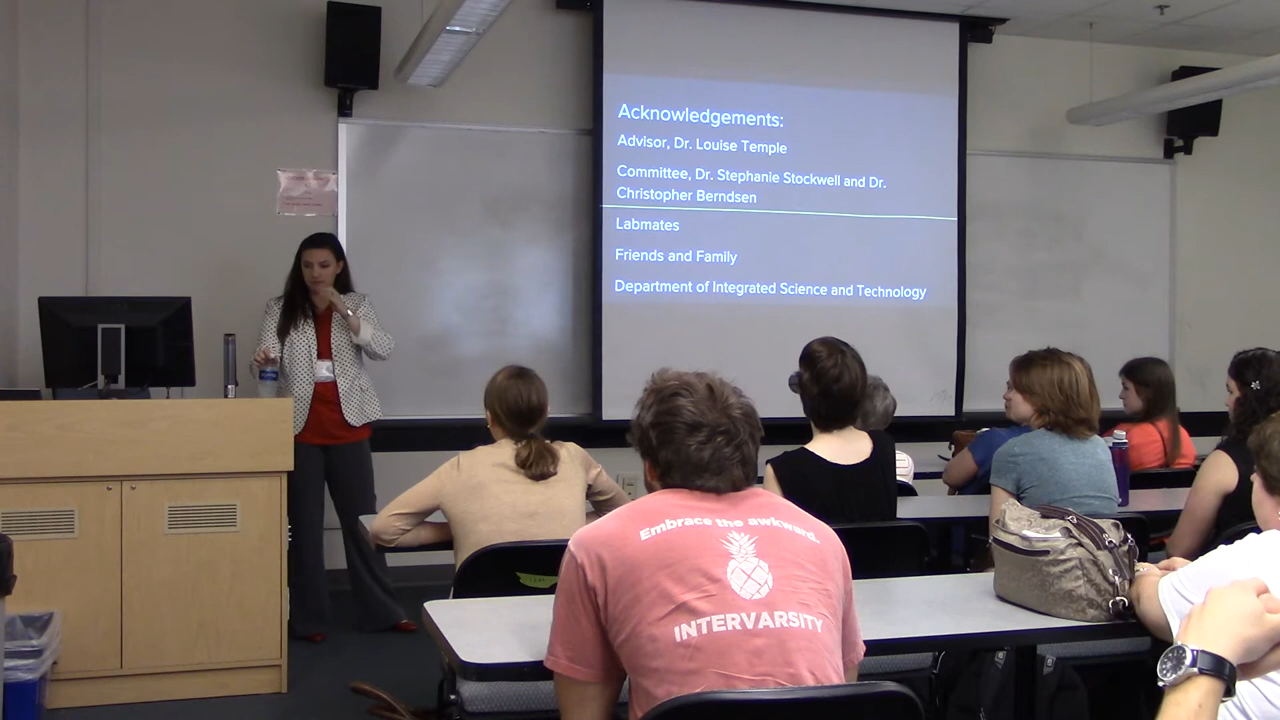 Acknowledgements:
Advisor, Dr. Louise Temple
Committee, Dr. Stephanie Stockwell and Dr.
Christopher Berndsen
Labmates
Friends and Family
Department of Integrated Science and Technology
Embrace the awkward.
INTERVARSITY